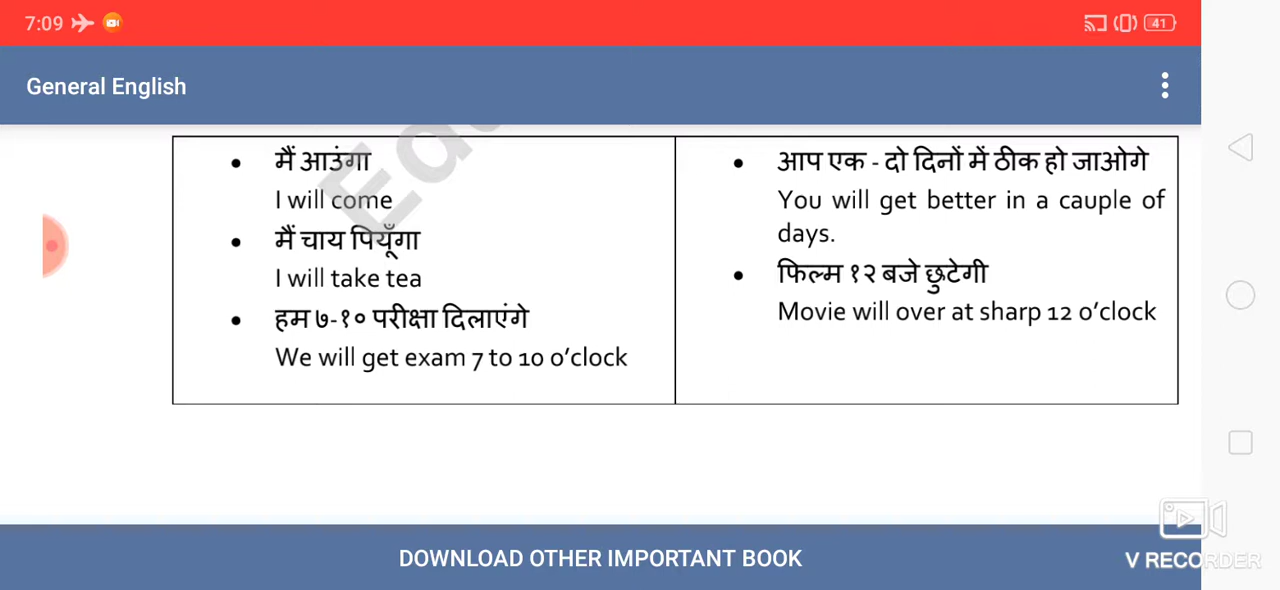 7:09
41
General English
• मैं आउंगा
I will come
• मैं चाय पियूँगा
I will take tea
• हम ७-१० परीक्षा दिलाएंगे
We will get exam 7 to 10 o’clock
• आप एक - दो दिनों में ठीक हो जाओगे
You will get better in a cauple of
days.
• फिल्म १२ बजे छुटेगी
Movie will over at sharp 12 o’clock
DOWNLOAD OTHER IMPORTANT BOOK
V RECORDER